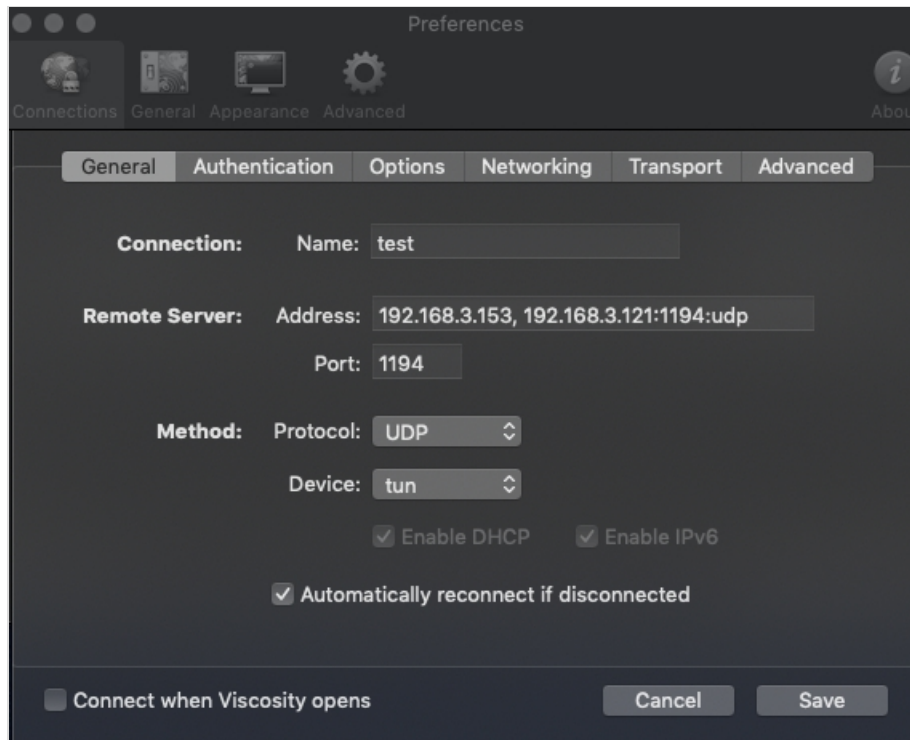 Preferences
Connections General Appearance Advanced Abou
General Authentication Options Networking Transport Advanced
Connection: Name: test
Remote Server: Address: 192.168.3.153, 192.168.3.121:1194:udp
Port: 1194
Method: Protocol: UDP
Device: tun
Enable DHCP Enable IPv6
Automatically reconnect if disconnected
Connect when Viscosity opens Cancel Save